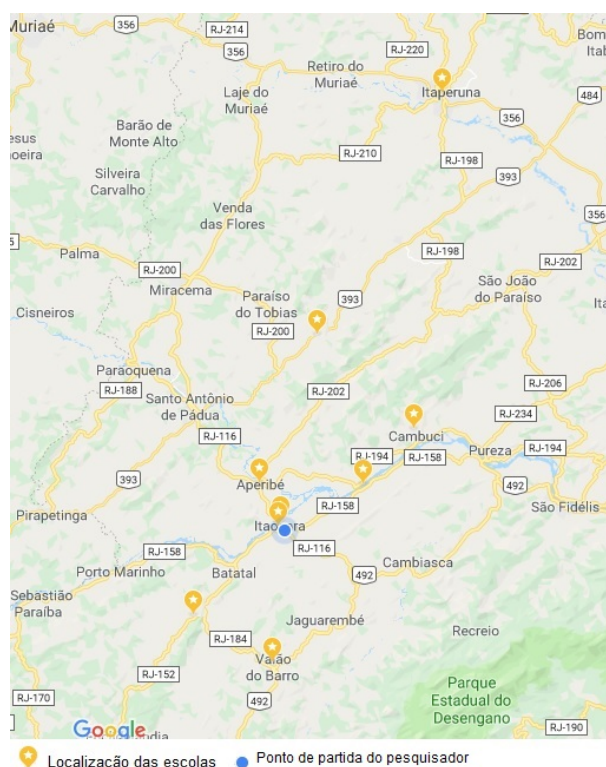 Muriaé
356
RJ-214
356
RJ-220
Retiro do
Muriaé
Bom
Itab
Itaperuna
484
Laje do
Muriaé
356
Barão de
Monte Alto
esus
oeira
RJ-210
RJ-198
393
Silveira
Carvalho
Venda
das Flores
356
RJ-198
RJ-202
Palma
RJ-200
Miracema
São João
do Paraíso
Cisneiros
Paraíso
do Tobias
393
Ita
RJ-200
Paraoquena
RJ-188
RJ-202
RJ-206
Santo Antônio
de Pádua
RJ-234
RJ-116
Cambuci
RJ-194
RJ-158
Pureza
RJ-194
393
Aperibé
492
RJ-158
São Fidélis
Pirapetinga
RJ-158
RJ-116
Porto Marinho
Batatal
492
Cambiasca
Sebastião
Paraíba
Jaguarembé
Recreio
RJ-184
Valão
do Barro
RJ-152
Parque
Estadual do
Desengano
RJ-170
492
RJ-190
Google
Localização das escolas
Ponto de partida do pesquisador